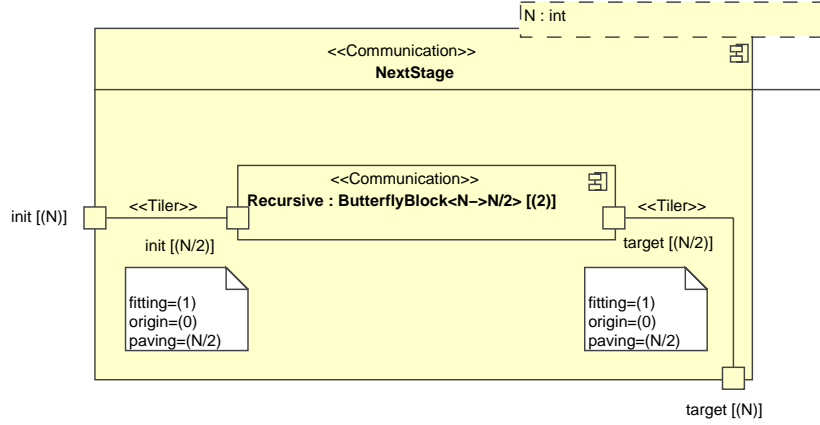 N : int
<<Communication>>
NextStage
<<Communication>>
Recursive : ButterflyBlock<N−>N/2> [(2)]
init [(N)]
<<Tiler>>
<<Tiler>>
init [(N/2)]
target [(N/2)]
fitting=(1)
origin=(0)
paving=(N/2)
fitting=(1)
origin=(0)
paving=(N/2)
target [(N)]